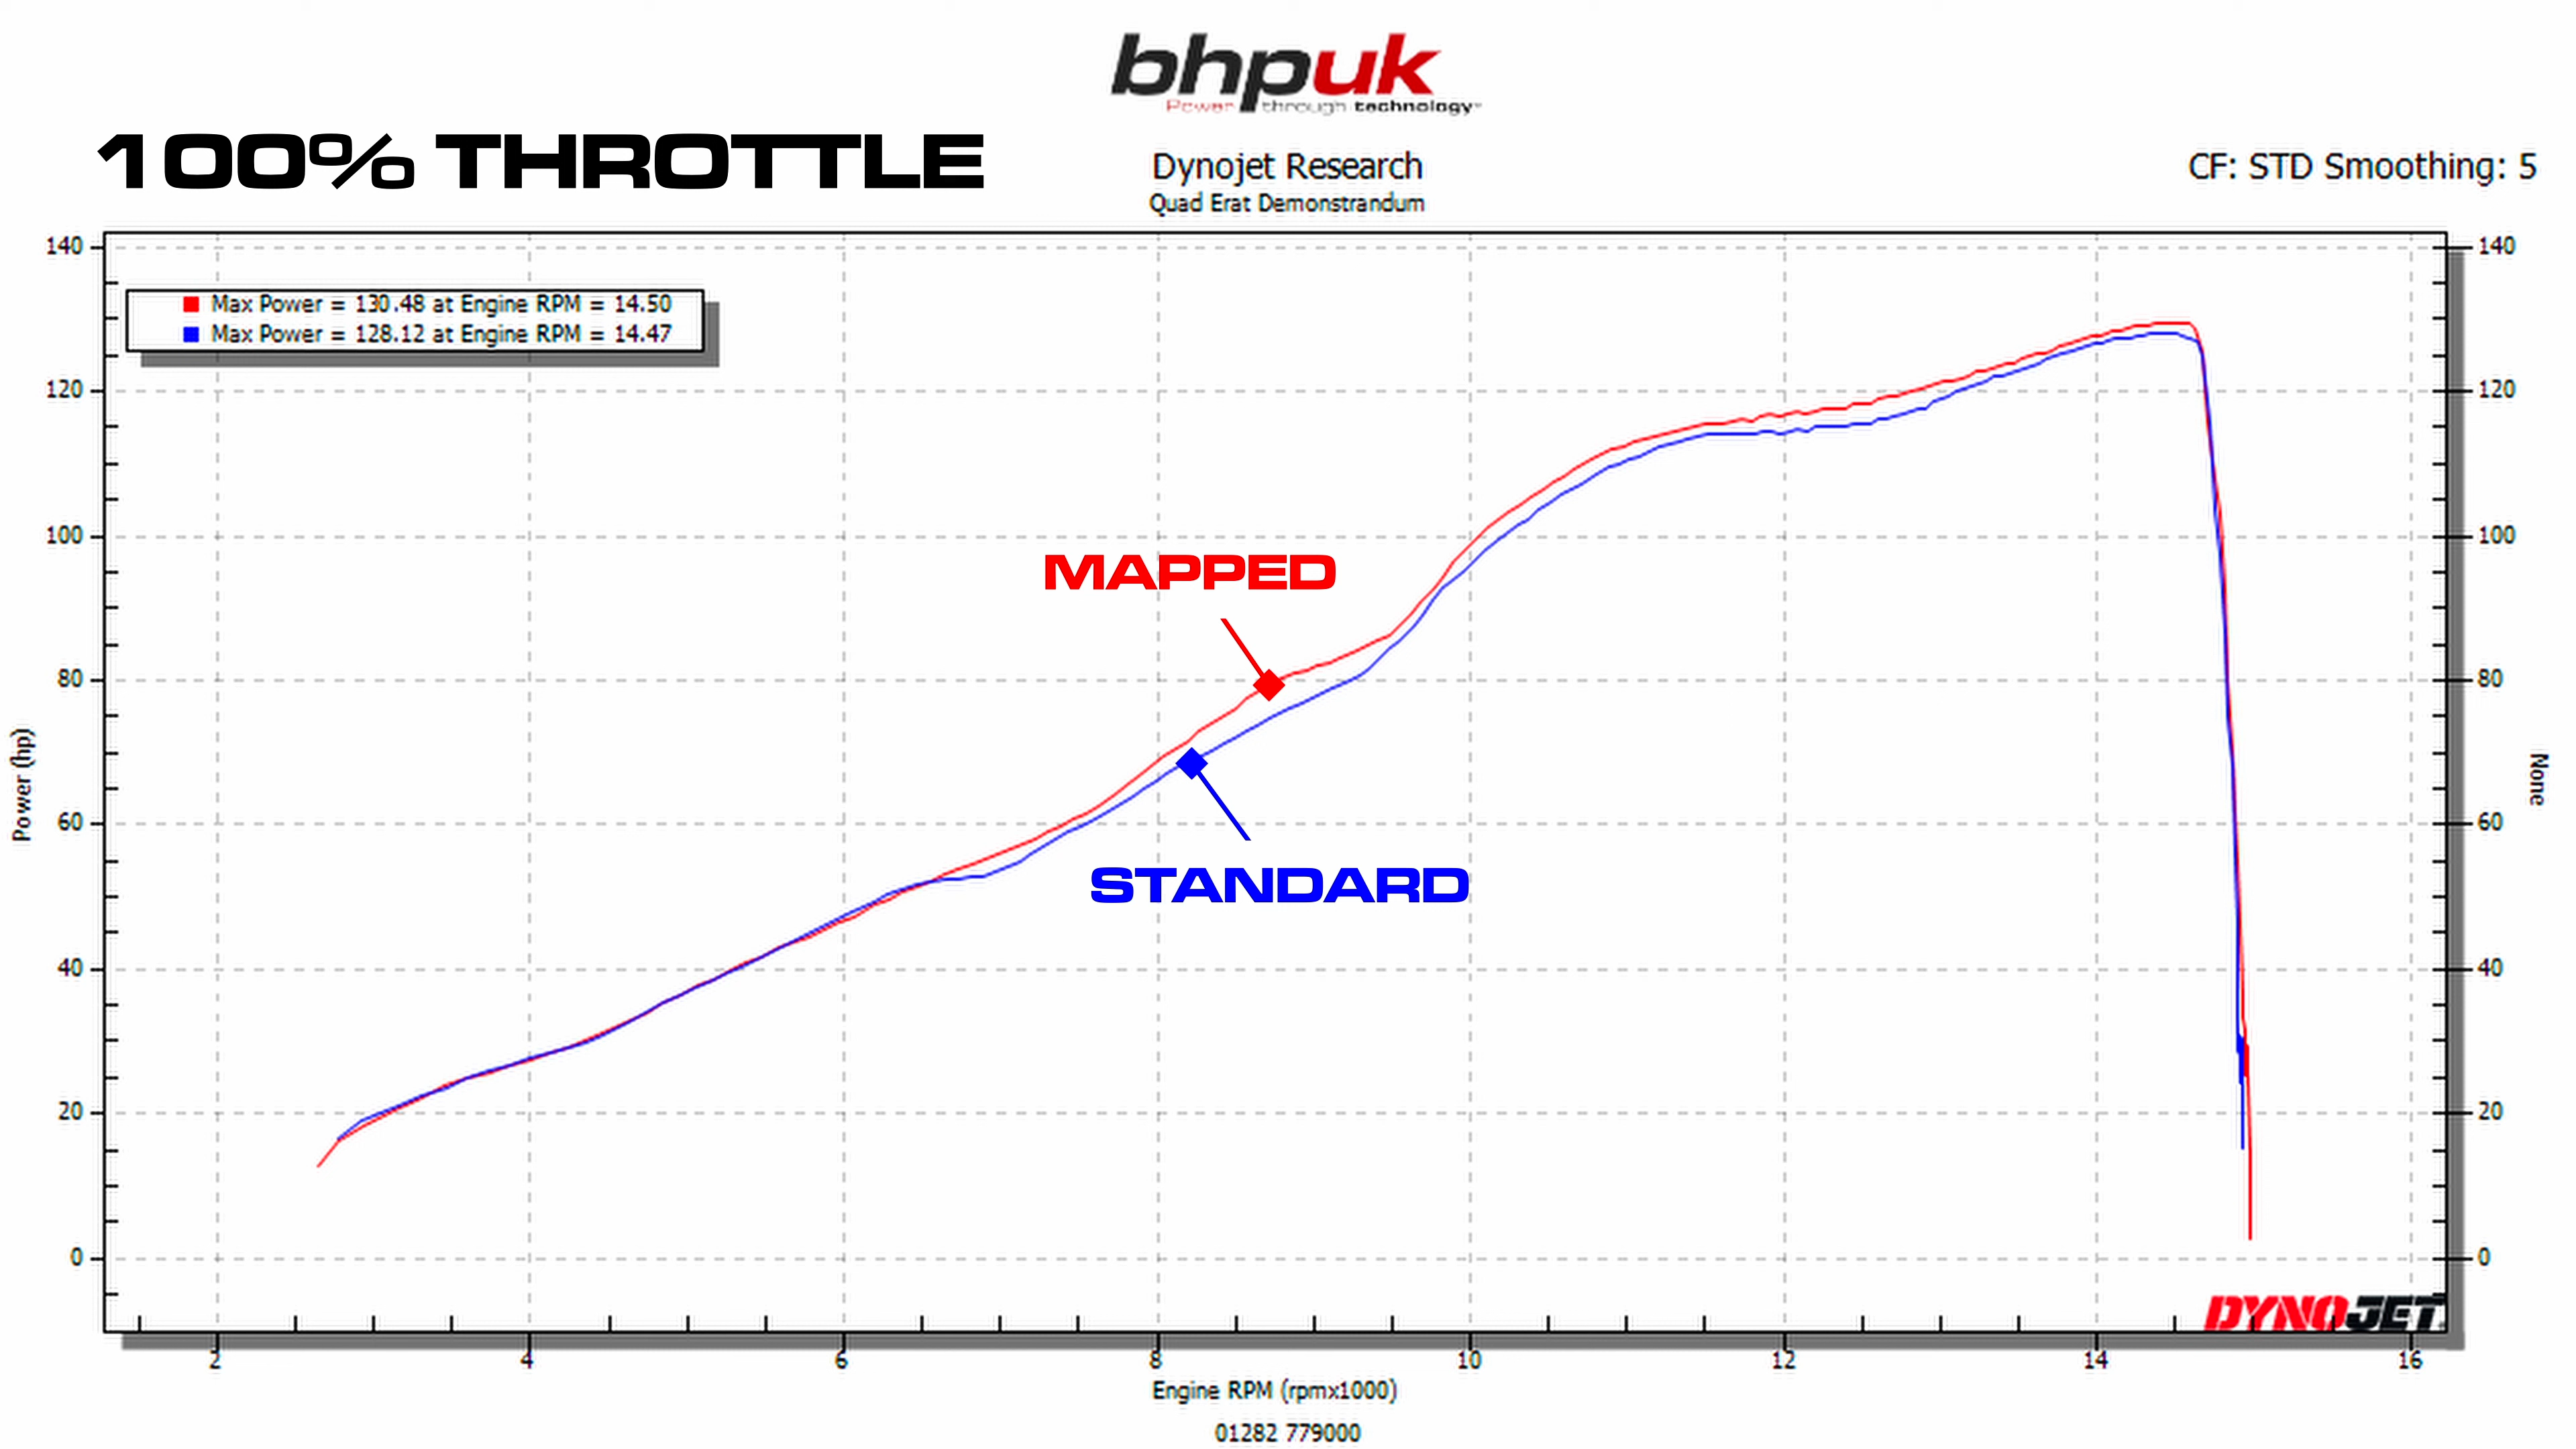 bhpuk
Power through technology
100% THROTTLE
Dynojet Research
CF: STD Smoothing: 5
Quad Erat Demonstrandum
Max Power = 130.48 at Engine RPM = 14.50
Max Power = 128.12 at Engine RPM = 14.47
140
120
100
80
60
40
20
0
Power (hp)
MAPPED
STANDARD
140
120
100
80
60
40
20
0
None
DYNOJET
2 4 6 8 10 12 14 16
Engine RPM (rpmx1000)
01282 779000